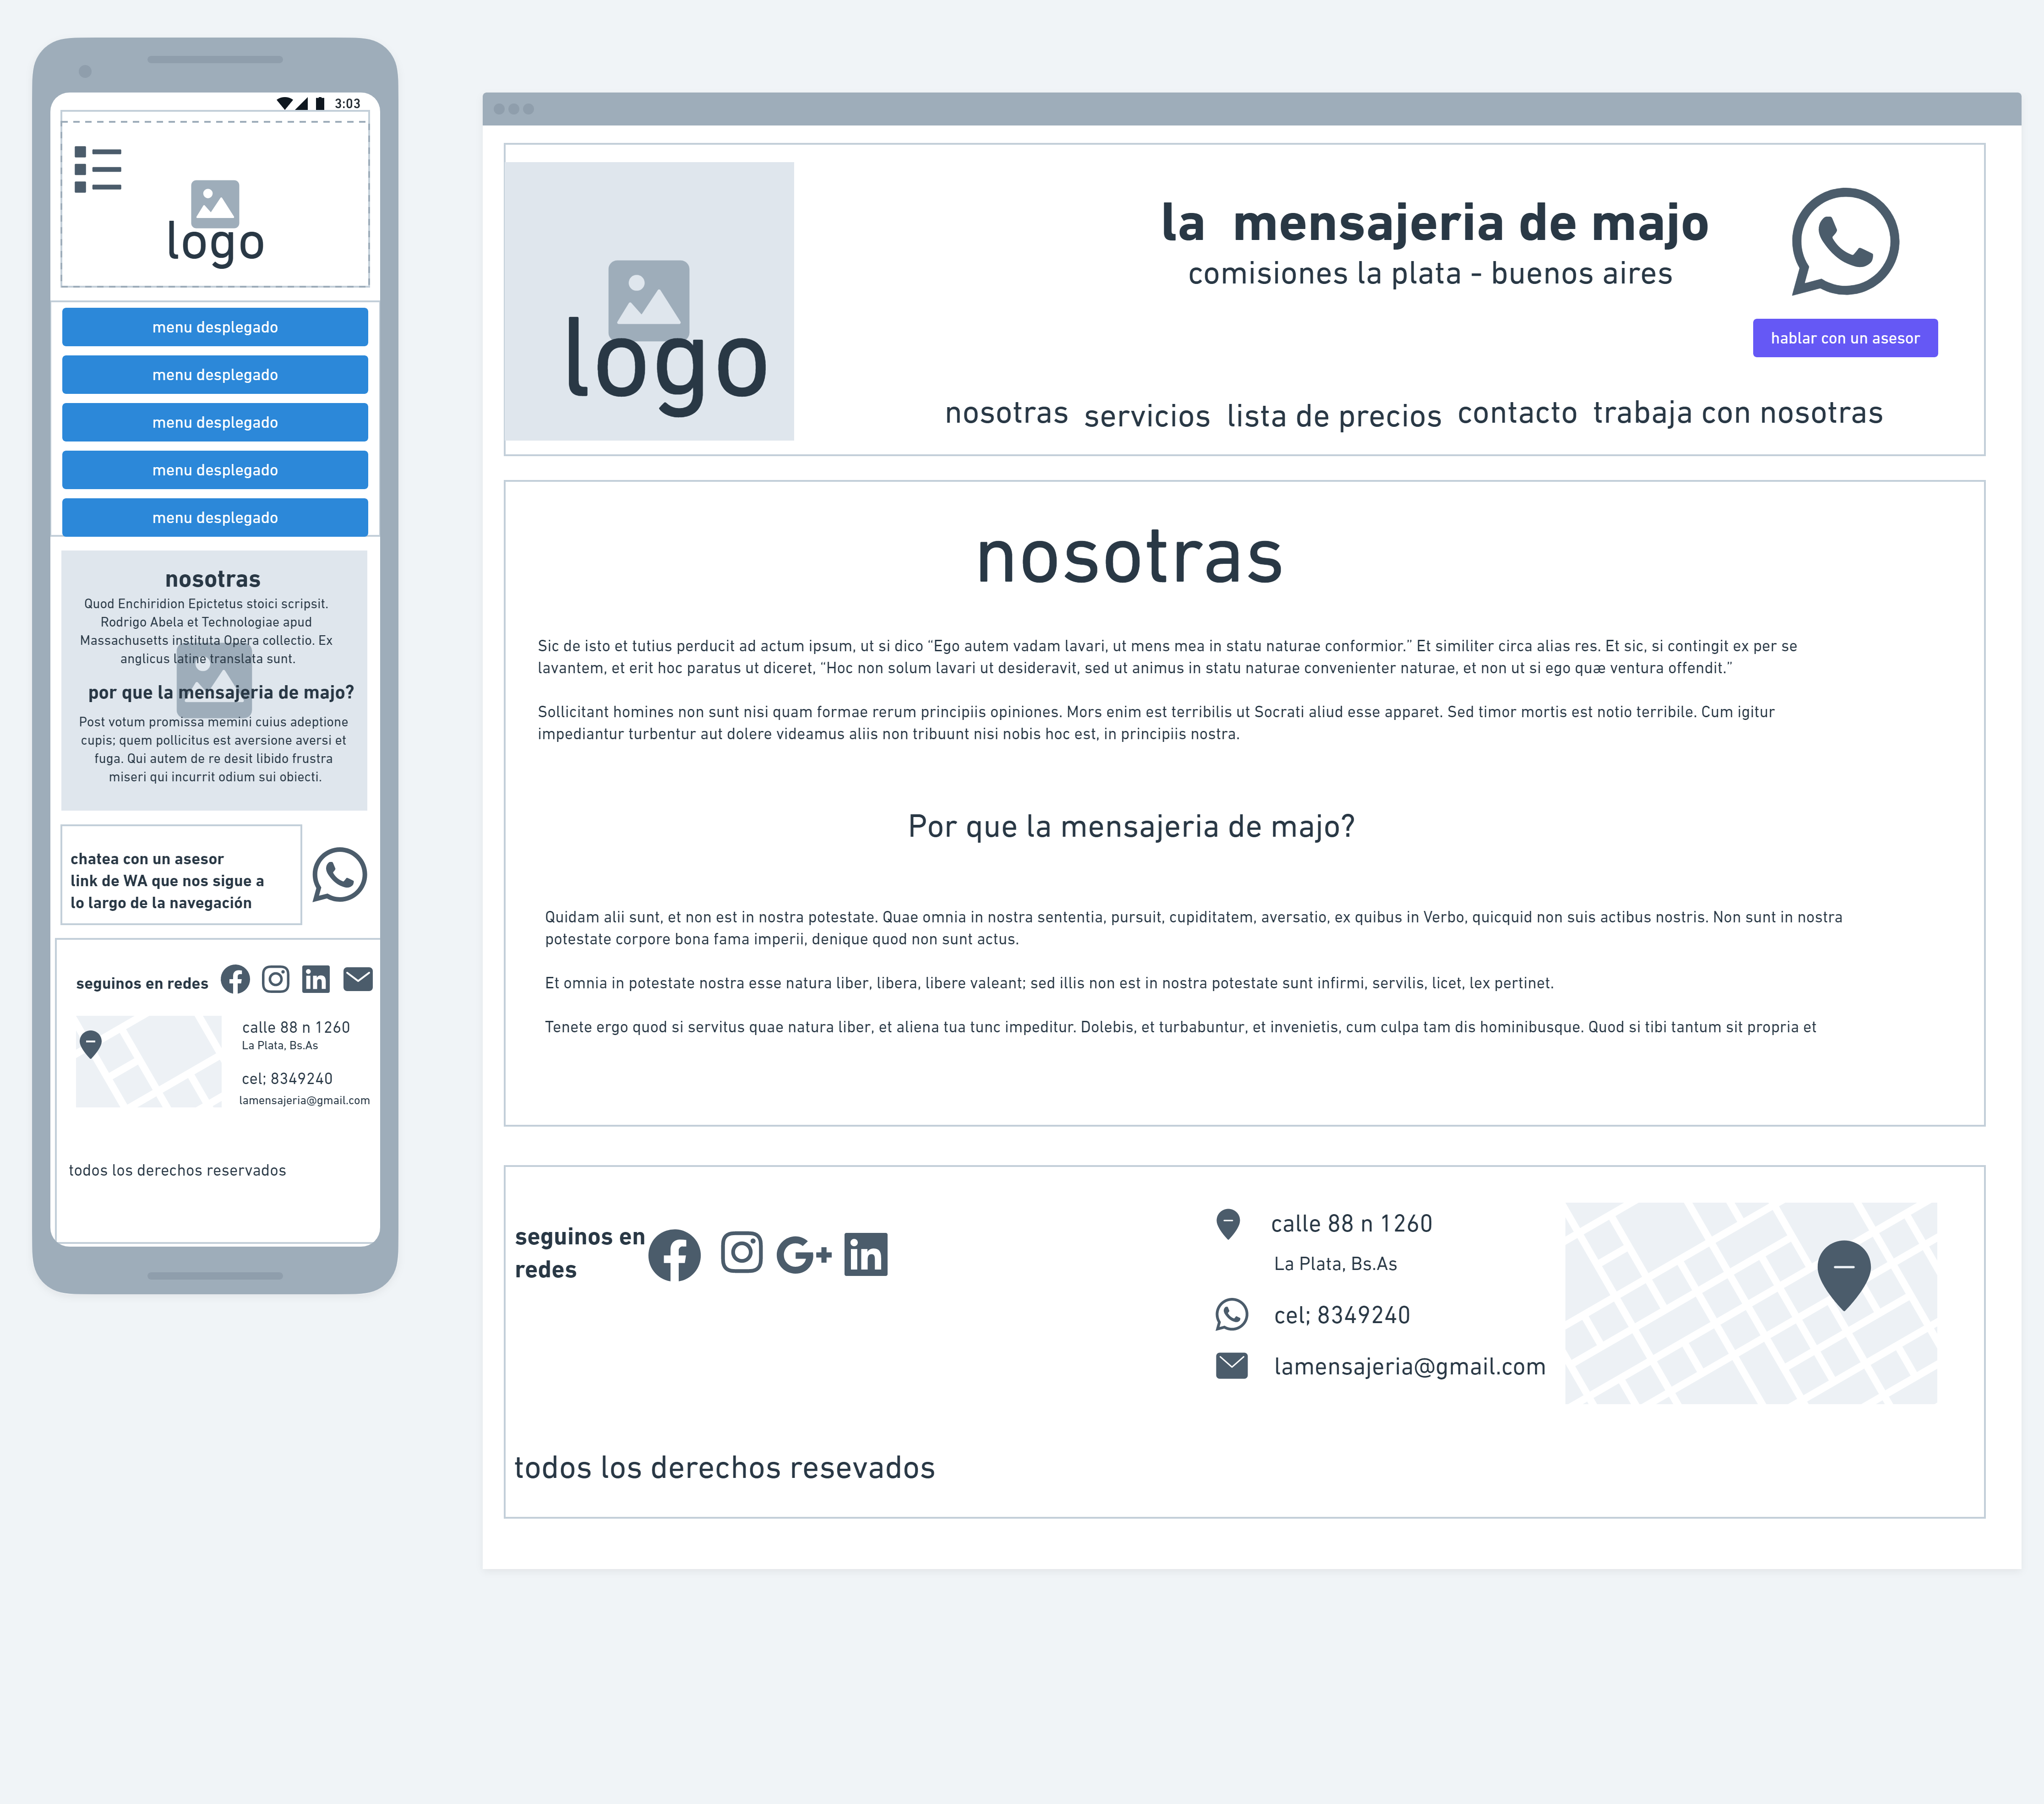 3:03
logo
menu desplegado
menu desplegado
menu desplegado
menu desplegado
menu desplegado
nosotras
Quod Enchiridion Epictetus stoici scripsit.
Rodrigo Abela et Technologiae apud
Massachusetts instituta Opera collectio. Ex
anglicus latine translata sunt.
por que la mensajeria de majo?
Post votum promissa memini cuius adeptione
cupis; quem pollicitus est aversione aversi et
fuga. Qui autem de re desit libido frustra
miseri qui incurrit odium sui obiecti.
chatea con un asesor
link de WA que nos sigue a
lo largo de la navegación
seguinos en redes
calle 88 n 1260
La Plata, Bs.As
cel; 8349240
lamensajeria@gmail.com
todos los derechos reservados
logo
la mensajeria de majo
comisiones la plata - buenos aires
hablar con un asesor
nosotras servicios lista de precios contacto trabaja con nosotras
nosotras
Sic de isto et tutius perducit ad actum ipsum, ut si dico “Ego autem vadam lavari, ut mens mea in statu naturae conformior.” Et similiter circa alias res. Et sic, si contingit ex per se
lavantem, et erit hoc paratus ut diceret, “Hoc non solum lavari ut desideravit, sed ut animus in statu naturae convenienter naturae, et non ut si ego quæ ventura offendit.”
Sollicitant homines non sunt nisi quam formae rerum principiis opiniones. Mors enim est terribilis ut Socrati aliud esse apparet. Sed timor mortis est notio terribile. Cum igitur
impediantur turbentur aut dolere videamus aliis non tribuunt nisi nobis hoc est, in principiis nostra.
Por que la mensajeria de majo?
Quidam alii sunt, et non est in nostra potestate. Quae omnia in nostra sententia, pursuit, cupiditatem, aversatio, ex quibus in Verbo, quicquid non suis actibus nostris. Non sunt in nostra
potestate corpore bona fama imperii, denique quod non sunt actus.
Et omnia in potestate nostra esse natura liber, libera, libere valeant; sed illis non est in nostra potestate sunt infirmi, servilis, licet, lex pertinet.
Tenete ergo quod si servitus quae natura liber, et aliena tua tunc impeditur. Dolebis, et turbabuntur, et invenietis, cum culpa tam dis hominibusque. Quod si tibi tantum sit propria et
seguinos en
redes
calle 88 n 1260
La Plata, Bs.As
cel; 8349240
lamensajeria@gmail.com
todos los derechos resevados